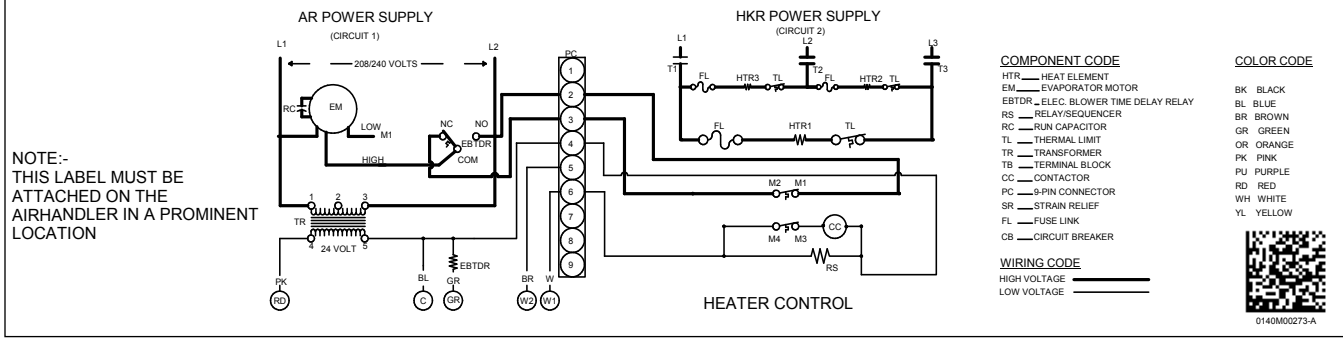 AR POWER SUPPLY
(CIRCUIT 1)
L1
L2
208/240 VOLTS
RC
EM
LOW
M1
HIGH
NC
NO
EBTDR
COM
NOTE:-
THIS LABEL MUST BE
ATTACHED ON THE
AIRHANDLER IN A PROMINENT
LOCATION
1
2
3
TR
4
24 VOLT
5
EBTDR
PK
BL
GR
BR
W
RD
C
GR
W2
W1
PC
1
2
3
4
5
6
7
8
9
HKR POWER SUPPLY
(CIRCUIT 2)
L1
L2
L3
T1
T2
T3
FL
HTR3
TL
FL
HTR2
TL
FL
HTR1
TL
M2
M1
M4
M3
CC
RS
HEATER CONTROL
COMPONENT CODE
HTR HEAT ELEMENT
EM EVAPORATOR MOTOR
EBTDR ELEC. BLOWER TIME DELAY RELAY
RS RELAY/SEQUENCER
RC RUN CAPACITOR
TL THERMAL LIMIT
TR TRANSFORMER
TB TERMINAL BLOCK
CC CONTACTOR
PC 9-PIN CONNECTOR
SR STRAIN RELIEF
FL FUSE LINK
CB CIRCUIT BREAKER
WIRING CODE
HIGH VOLTAGE
LOW VOLTAGE
COLOR CODE
BK BLACK
BL BLUE
BR BROWN
GR GREEN
OR ORANGE
PK PINK
PU PURPLE
RD RED
WH WHITE
YL YELLOW
0140M00273-A